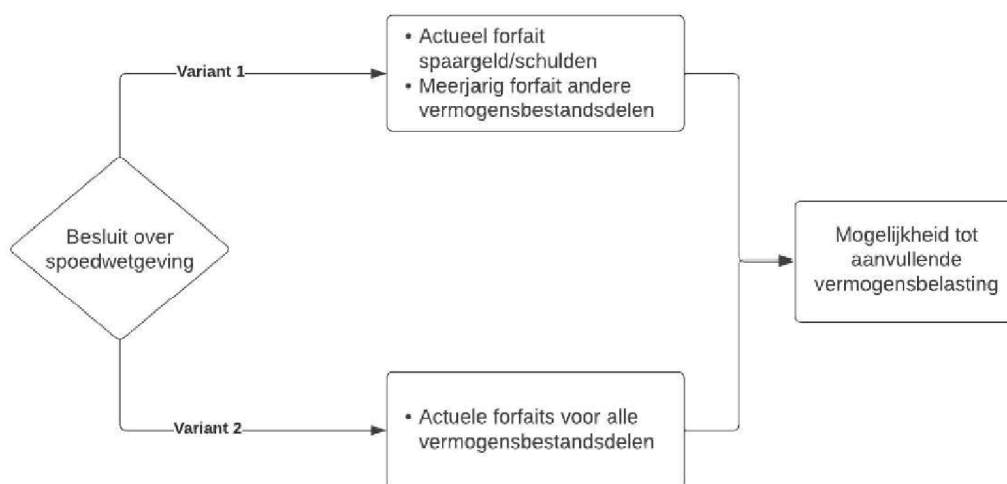 Variant 1
• Actueel forfait
spaargeld/schulden
• Meerjarig forfait andere
vermogensbestandsdelen
Besluit over
spoedwetgeving
Mogelijkheid tot
aanvullende
vermogensbelasting
Variant 2
• Actuele forfaits voor alle
vermogensbestandsdelen